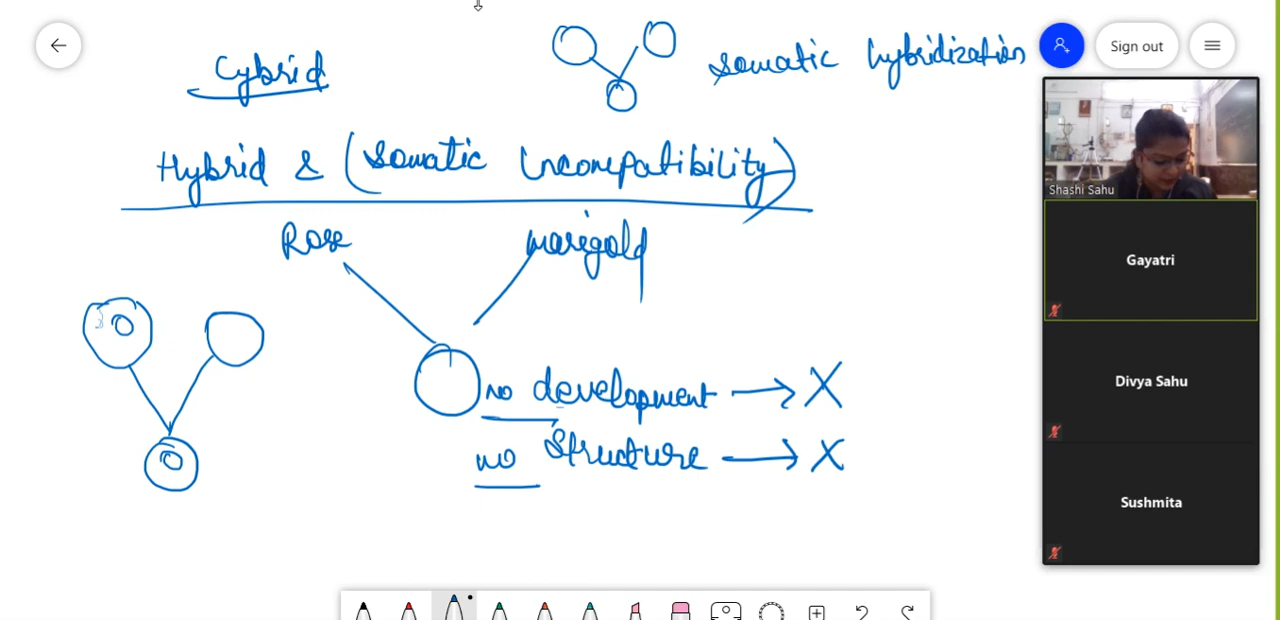 Cybrid
Somatic hybridization
Sign out
Hybrid & (Somatic Incompatibility)
Shashi Sahu
Rose
marigold
Gayatri
no development → X
Divya Sahu
no Structure → X
Sushmita